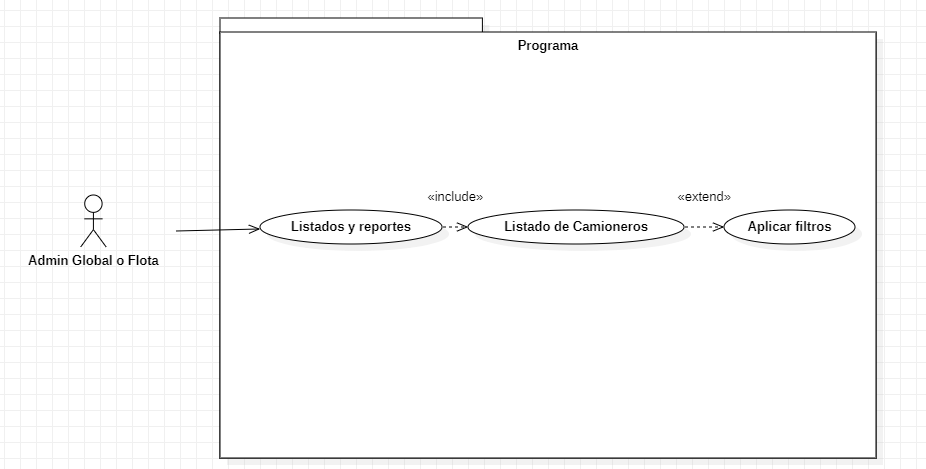 Programa
«include»
«extend»
Listados y reportes
Listado de Camioneros
Aplicar filtros
Admin Global o Flota